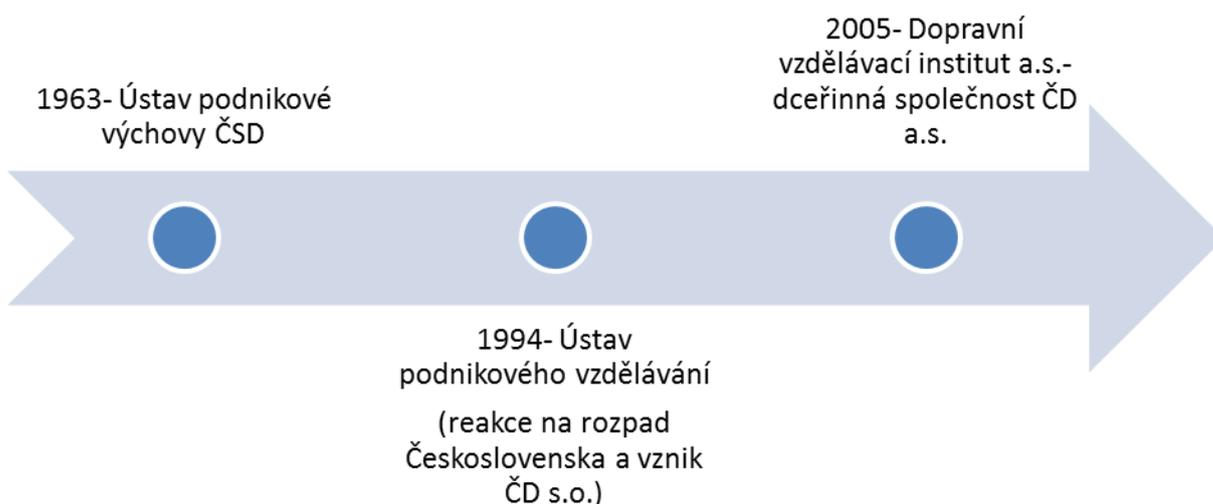 1963- Ústav podnikové
výchovy ČSD
1994- Ústav
podnikového vzdělávání
(reakce na rozpad
Československa a vznik
ČD s.o.)
2005- Dopravní
vzdělávací institut a.s.-
dceřinná společnost ČD
a.s.